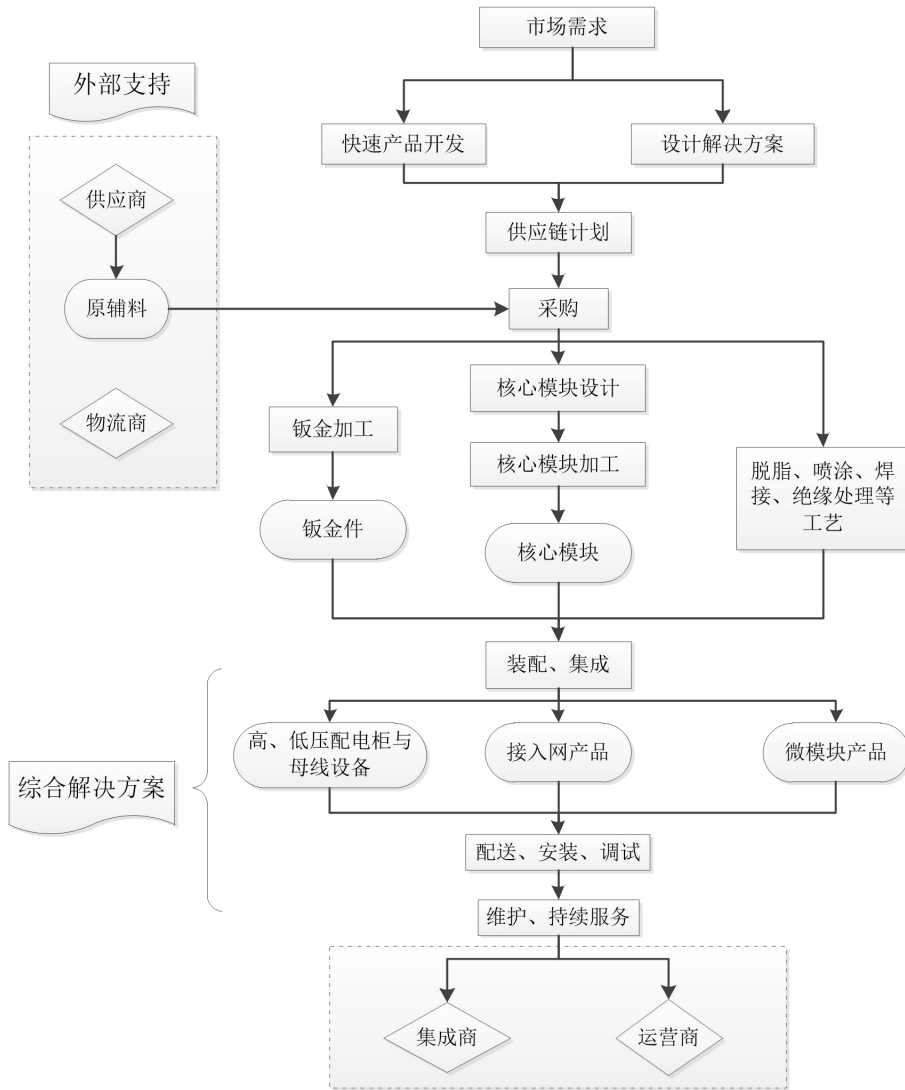 市场需求
外部支持
快速产品开发
设计解决方案
供应商
供应链计划
原辅料
采购
核心模块设计
物流商
钣金加工
核心模块加工
脱脂、喷涂、焊
接、绝缘处理等
工艺
钣金件
核心模块
装配、集成
高、低压配电柜与
母线设备
接入网产品
微模块产品
综合解决方案
配送、安装、调试
维护、持续服务
集成商
运营商